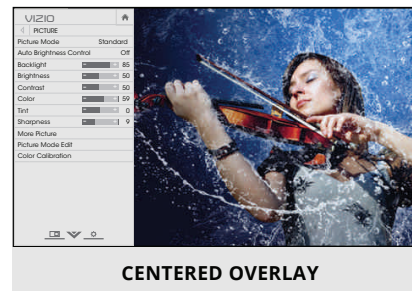 VIZIO
PICTURE
Picture Mode Standard
Auto Brightness Control Off
Backlight 85
Brightness 50
Contrast 50
Color 59
Tint 0
Sharpness 9
More Picture
Picture Mode Edit
Color Calibration
CENTERED OVERLAY